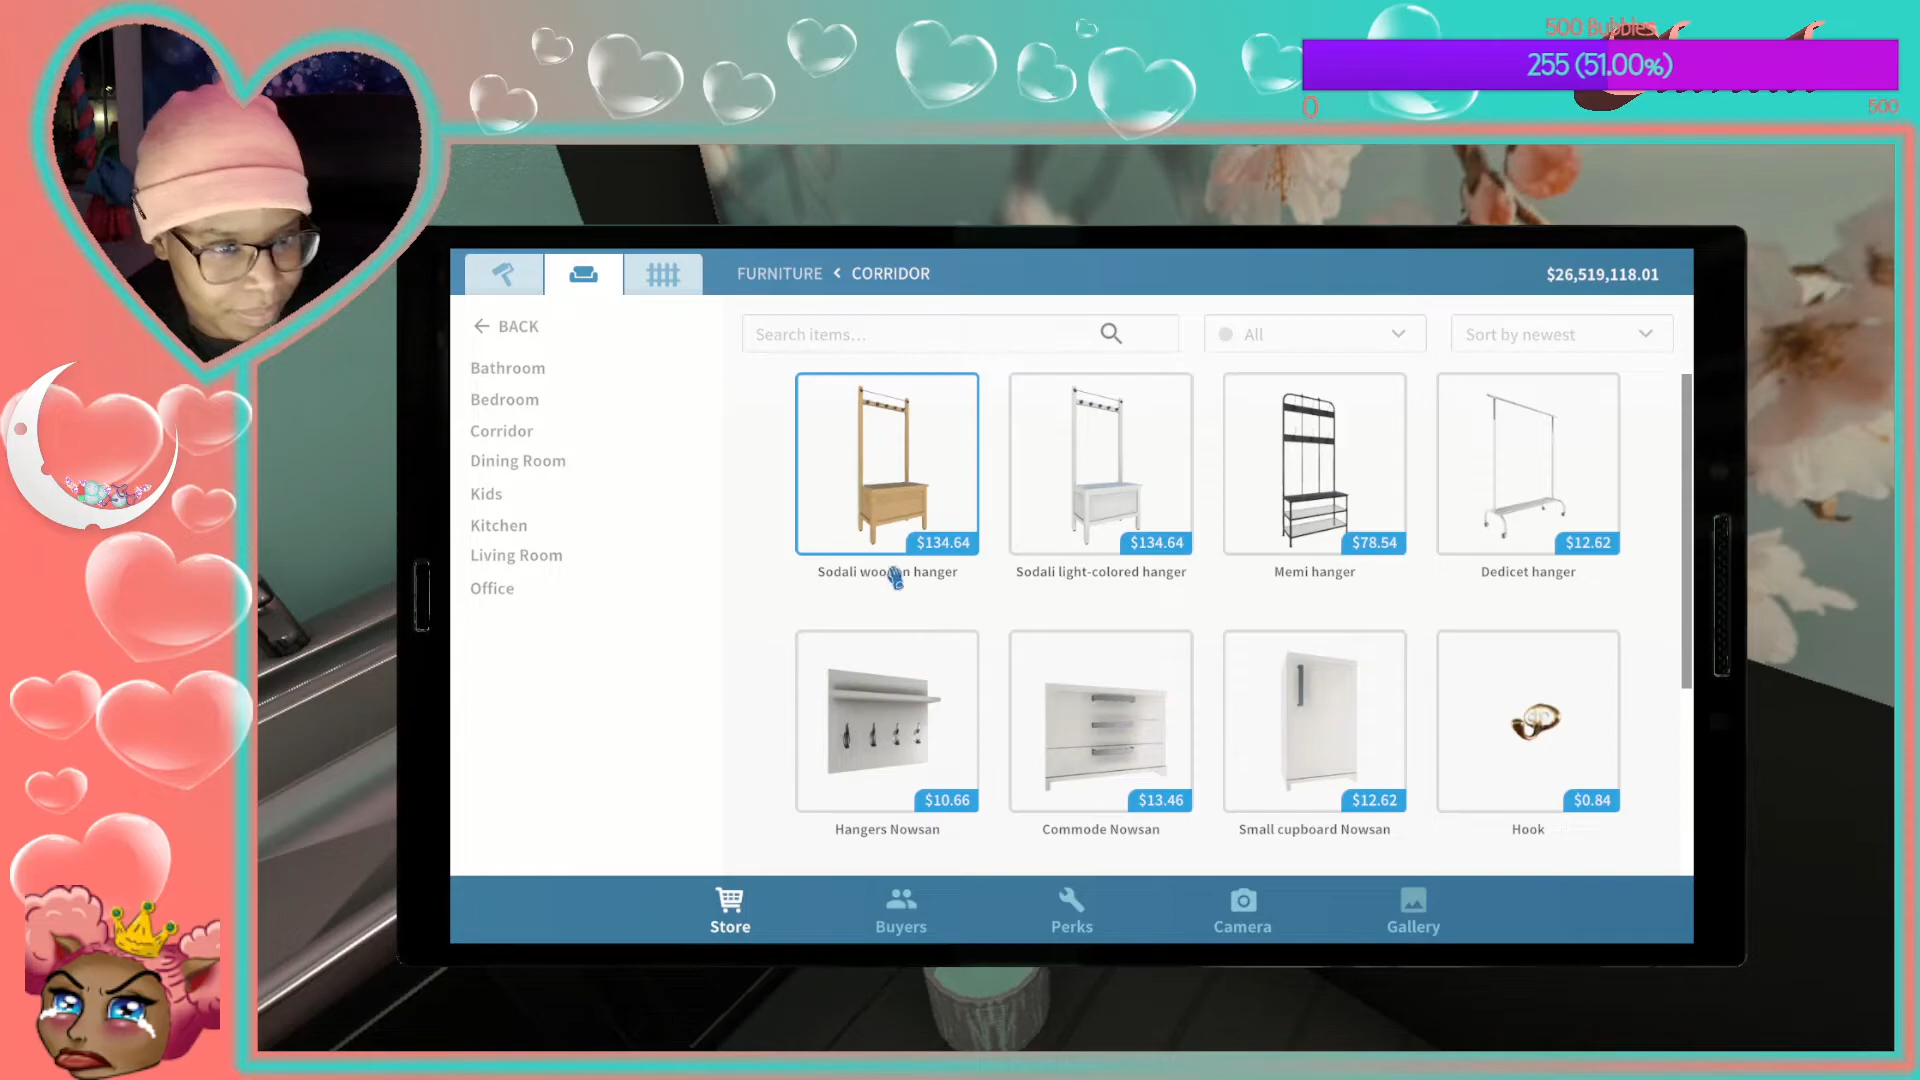 500 Bubbles
255 (51.00%)
0
500
FURNITURE < CORRIDOR
$26,519,118.01
BACK
Search items...
All
Sort by newest
Bathroom
Bedroom
Corridor
Dining Room
Kids
Kitchen
Living Room
Office
$134.64
$134.64
$78.54
$12.62
Sodali wooden hanger
Sodali light-colored hanger
Memi hanger
Dedicet hanger
$10.66
$13.46
$12.62
$0.84
Hangers Nowsan
Commode Nowsan
Small cupboard Nowsan
Hook
Store
Buyers
Perks
Camera
Gallery